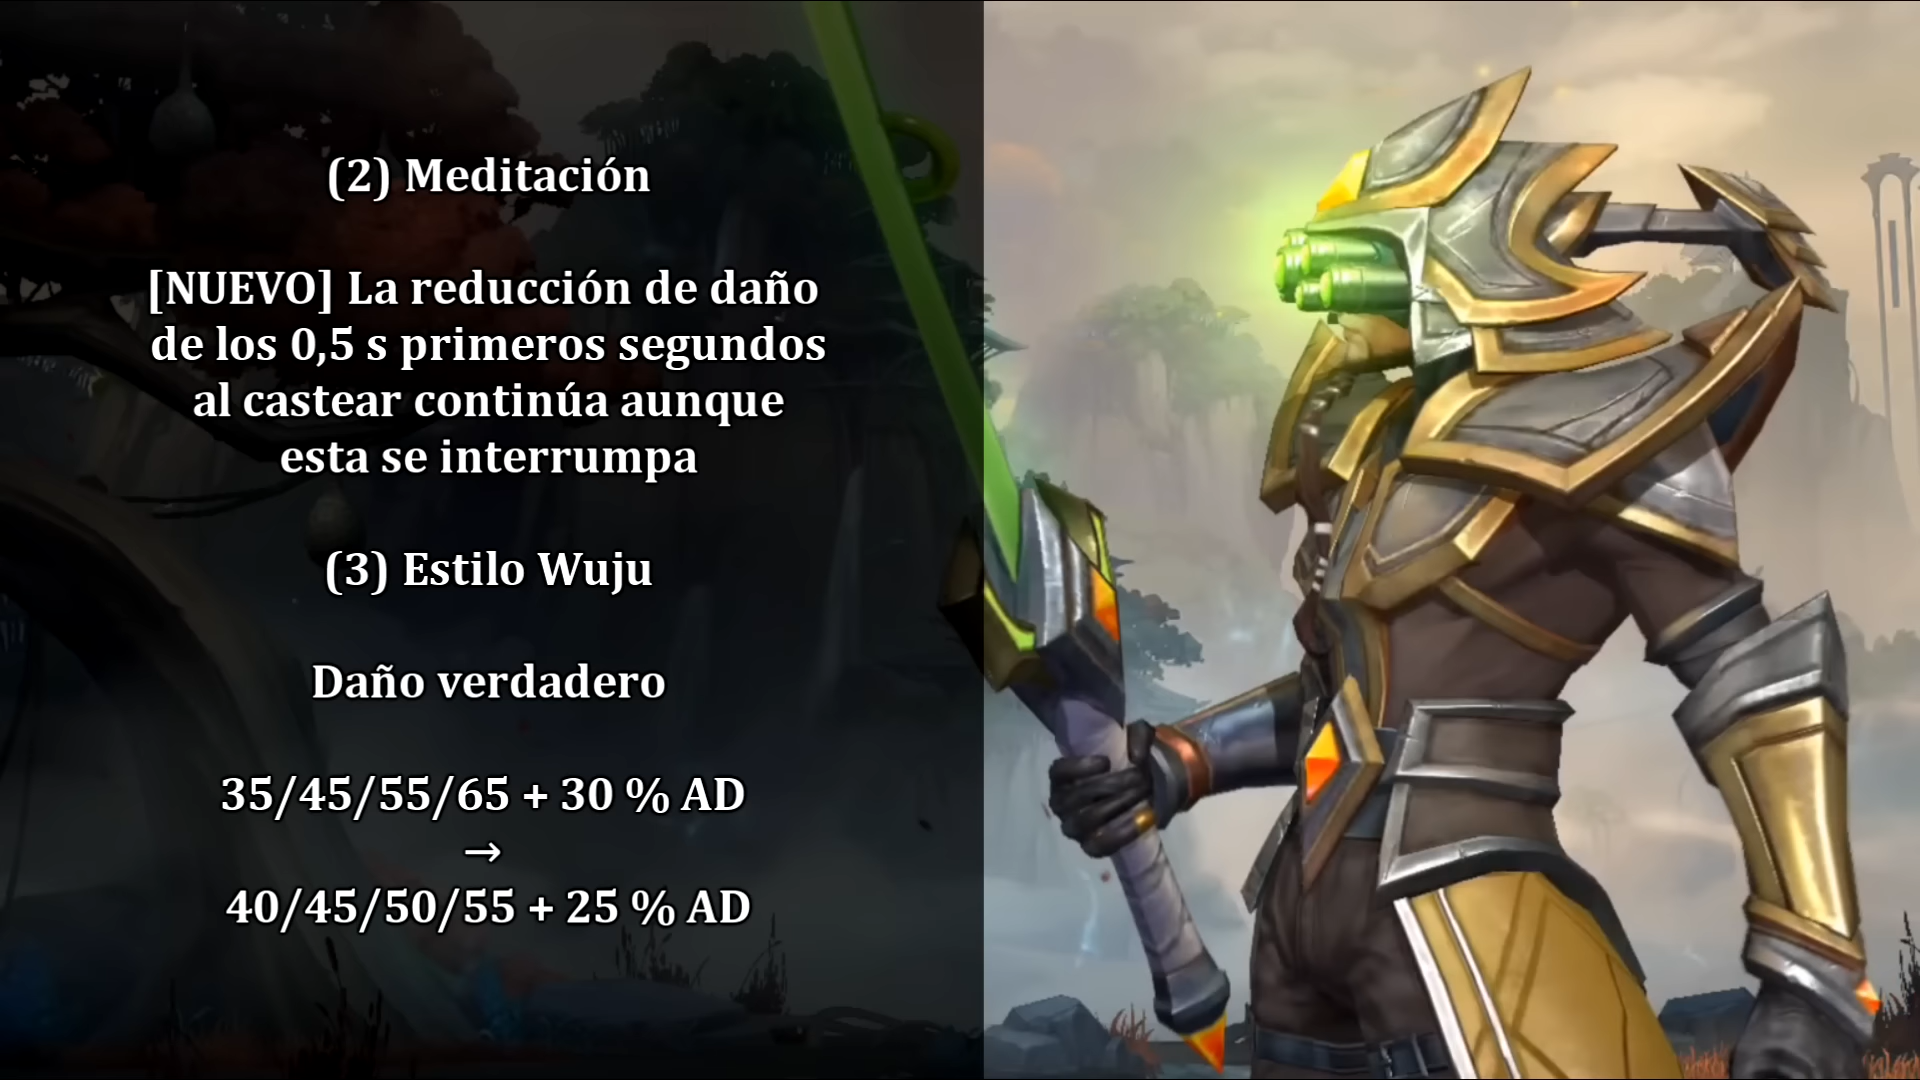 (2) Meditación
[NUEVO] La reducción de daño
de los 0,5 s primeros segundos
al castear continúa aunque
esta se interrumpa
(3) Estilo Wuju
Daño verdadero
35/45/55/65 + 30 % AD
→
40/45/50/55 + 25 % AD